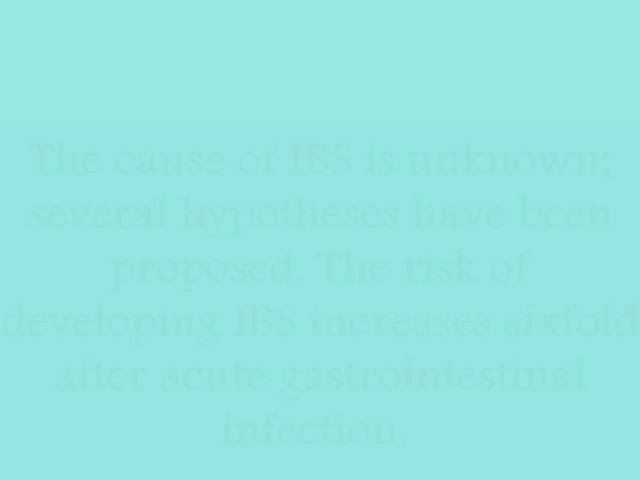 The cause of IBS is unknown;
several hypotheses have been
proposed. The risk of
developing IBS increases sixfold
after acute gastrointestinal
infection.